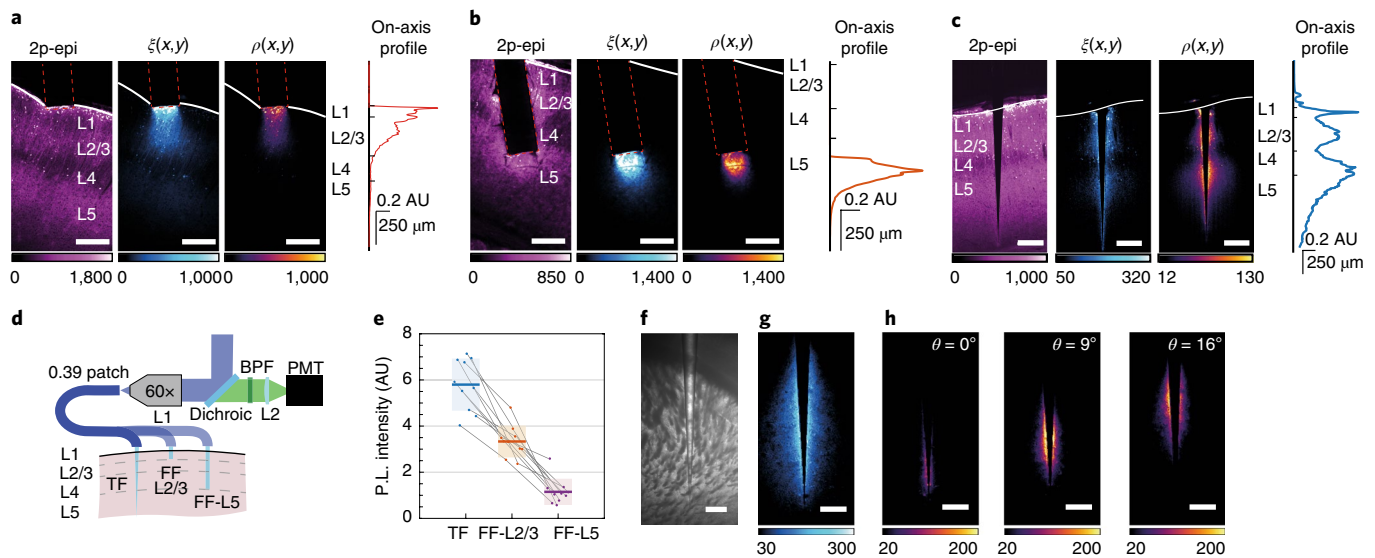 a
2p-epi ξ(x,y) ρ(x,y) On-axis profile
L1
L2/3
L4
L5
L1
L2/3
L4
L5
0.2 AU
250 μm
0 1,800 0 1,0000 0 1,000
b
2p-epi ξ(x,y) ρ(x,y) On-axis profile
L1
L2/3
L4
L5
L1
L2/3
L4
L5
0.2 AU
250 μm
0 850 0 1,400 0 1,400
c
2p-epi ξ(x,y) ρ(x,y) On-axis profile
L1
L2/3
L4
L5
L1
L2/3
L4
L5
0.2 AU
250 μm
0 1,000 50 320 12 130
d
0.39 patch
60×
L1
Dichroic
BPF
L2
PMT
L1
L2/3
L4
L5
TF
FF
L2/3
FF-L5
e
P.L. intensity (AU)
8
6
4
2
0
TF FF-L2/3 FF-L5
f
g
30 300
h
θ = 0° θ = 9° θ = 16°
20 200 20 200 20 200